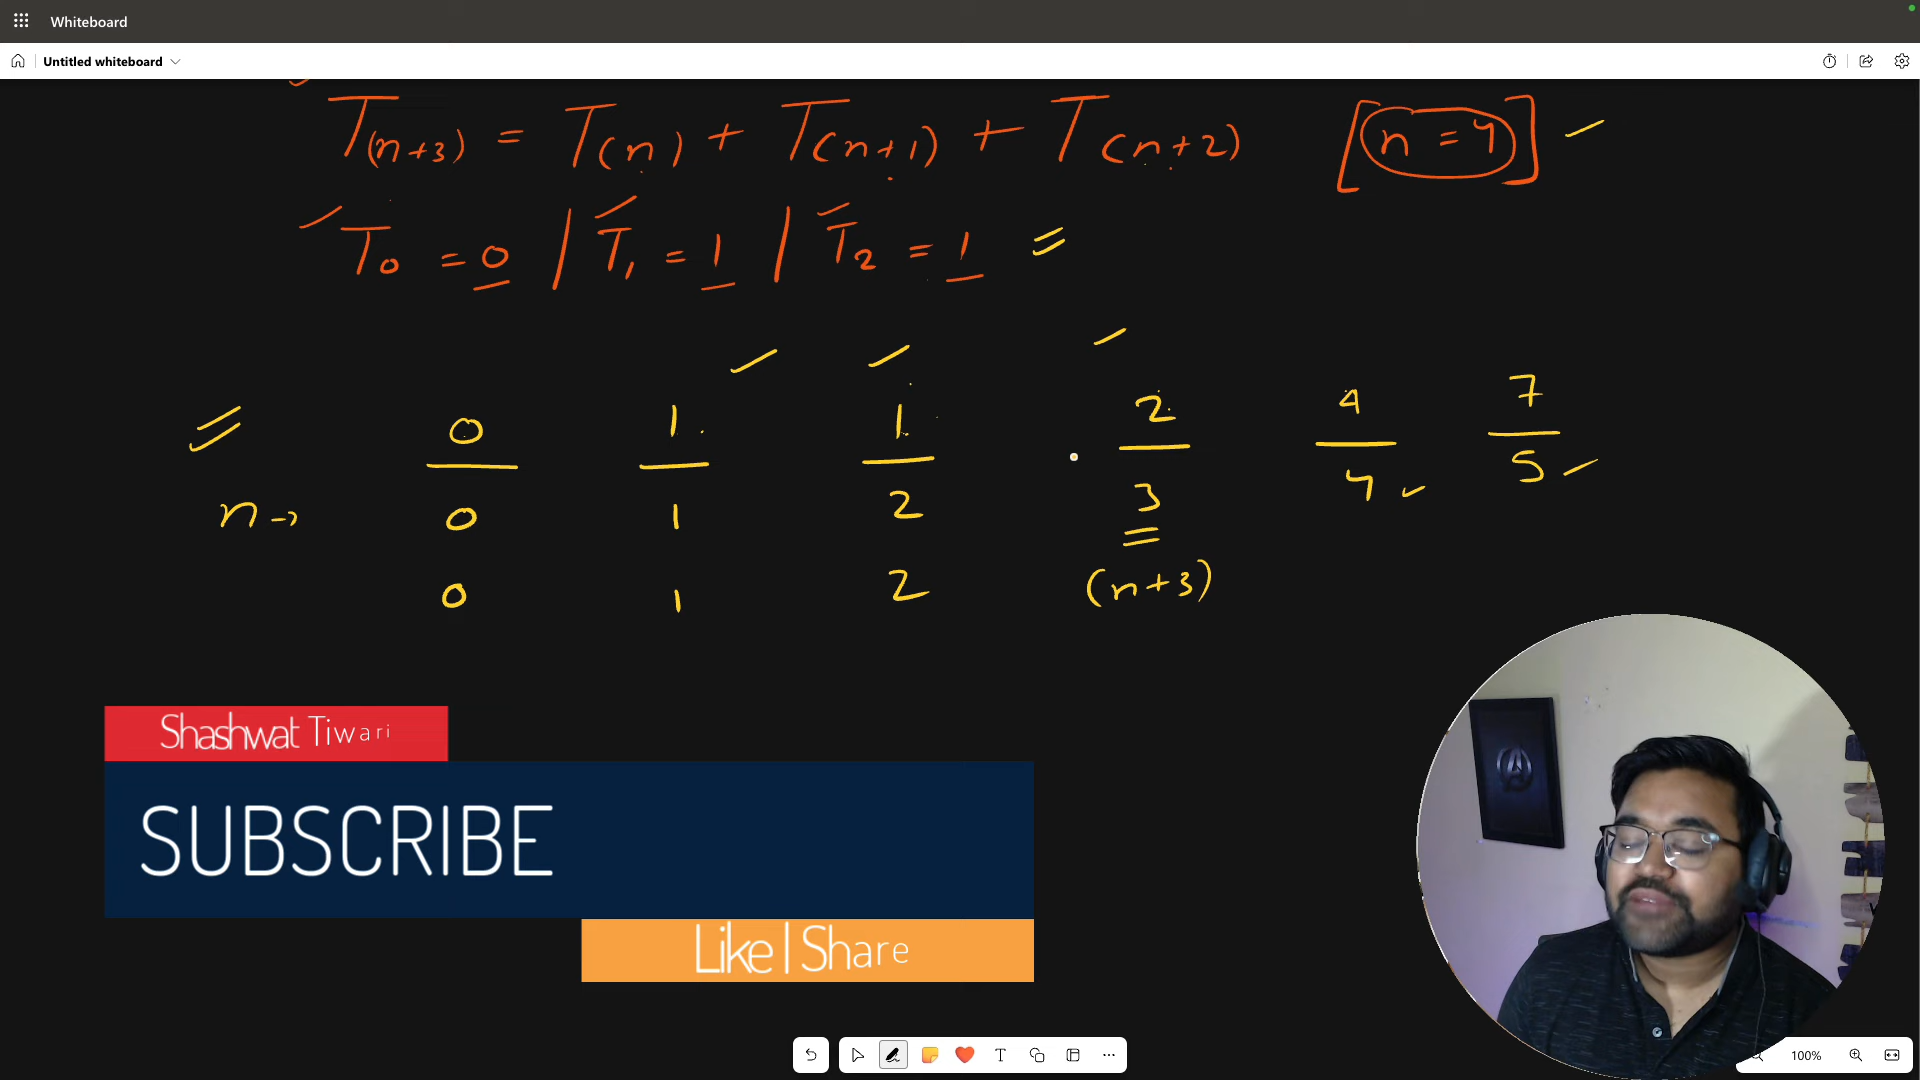 Whiteboard
Untitled whiteboard
T(n+3) = T(n) + T(n+1) + T(n+2) [n = 4]
T0 = 0 | T1 = 1 | T2 = 1
0 1 1 2 4 7
n → 0 1 2 3 4 5
0 1 2 (n+3)
Shashwat Tiwari
SUBSCRIBE
Like | Share
100%